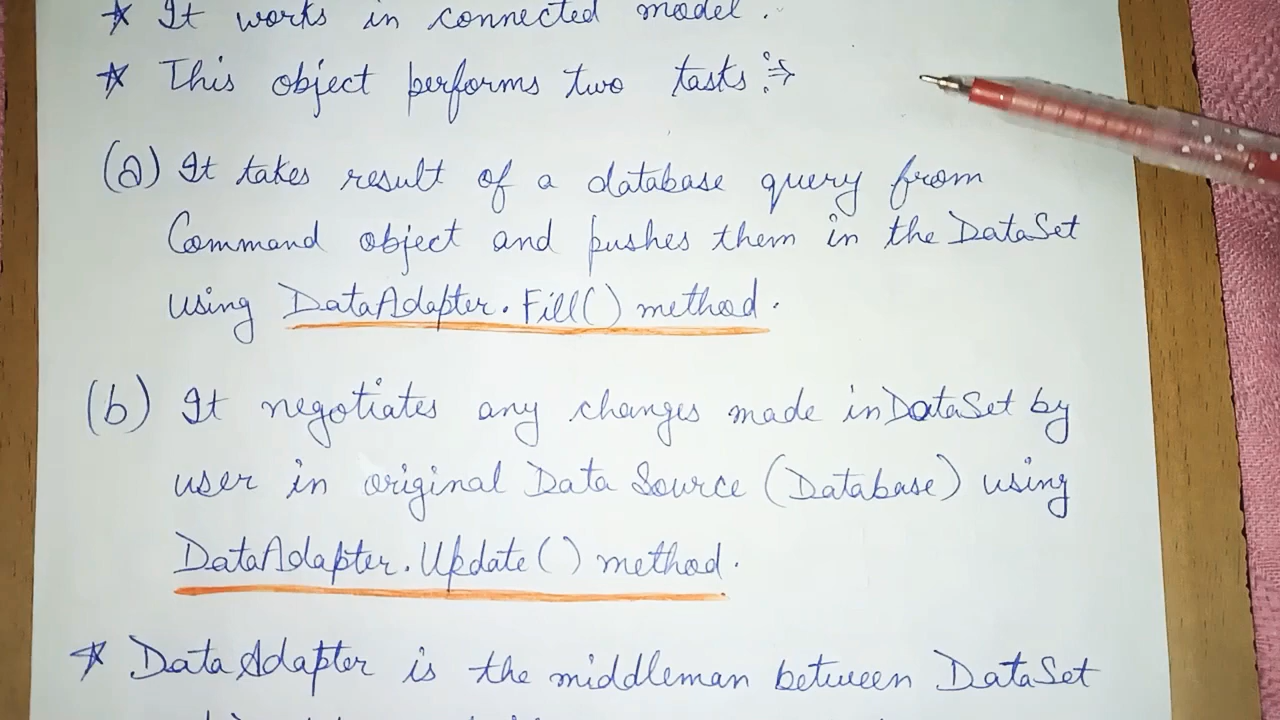 * It works in connected model.
* This object performs two tasks :⇒
(a) It takes result of a database query from
Command object and pushes them in the DataSet
using DataAdapter.Fill() method.
(b) It negotiates any changes made in DataSet by
user in original Data Source (Database) using
DataAdapter.Update() method.
* DataAdapter is the middleman between DataSet